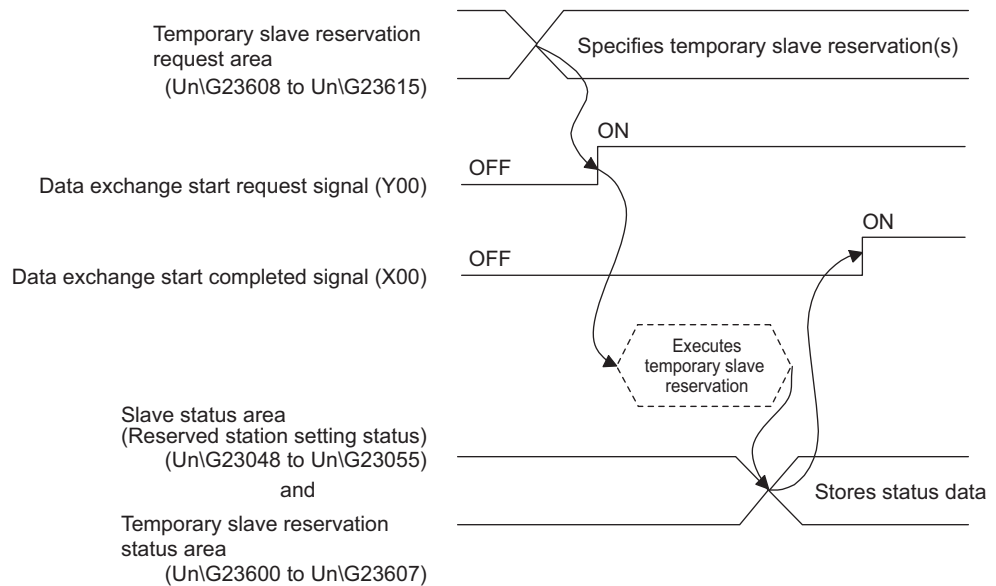 Temporary slave reservation
request area
(Un\G23608 to Un\G23615)
Specifies temporary slave reservation(s)
ON
OFF
Data exchange start request signal (Y00)
ON
OFF
Data exchange start completed signal (X00)
Executes
temporary slave
reservation
Slave status area
(Reserved station setting status)
(Un\G23048 to Un\G23055)
and
Stores status data
Temporary slave reservation
status area
(Un\G23600 to Un\G23607)